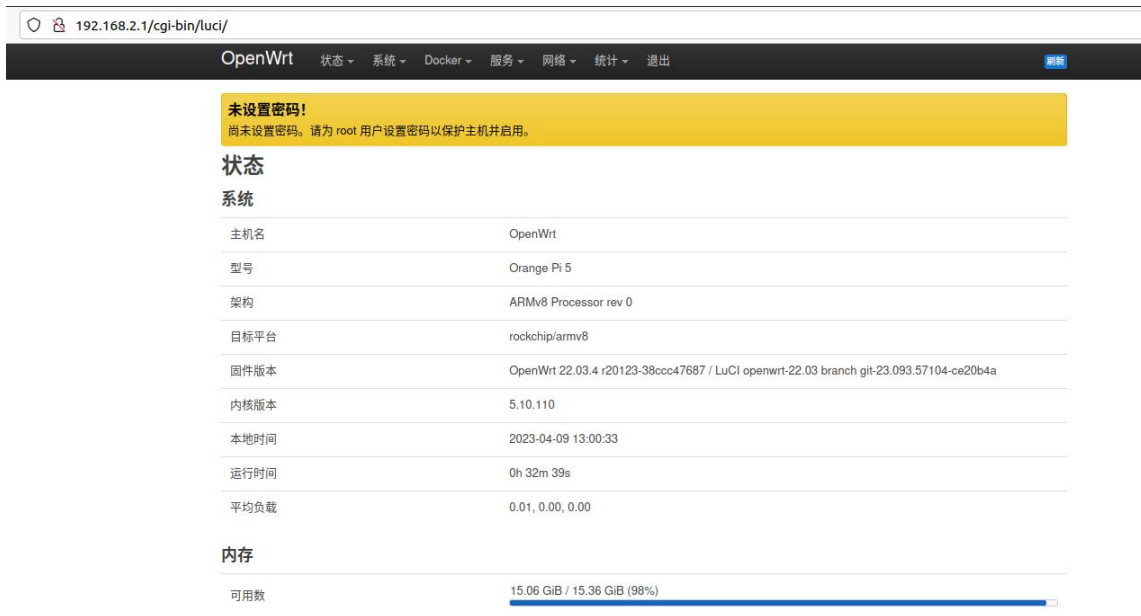 192.168.2.1/cgi-bin/luci/
OpenWrt 状态 系统 Docker 服务 网络 统计 退出 刷新
未设置密码！
尚未设置密码。请为 root 用户设置密码以保护主机并启用。
状态
系统
主机名 OpenWrt
型号 Orange Pi 5
架构 ARMv8 Processor rev 0
目标平台 rockchip/armv8
固件版本 OpenWrt 22.03.4 r20123-38ccc47687 / LuCI openwrt-22.03 branch git-23.093.57104-ce20b4a
内核版本 5.10.110
本地时间 2023-04-09 13:00:33
运行时间 0h 32m 39s
平均负载 0.01, 0.00, 0.00
内存
可用数 15.06 GiB / 15.36 GiB (98%)